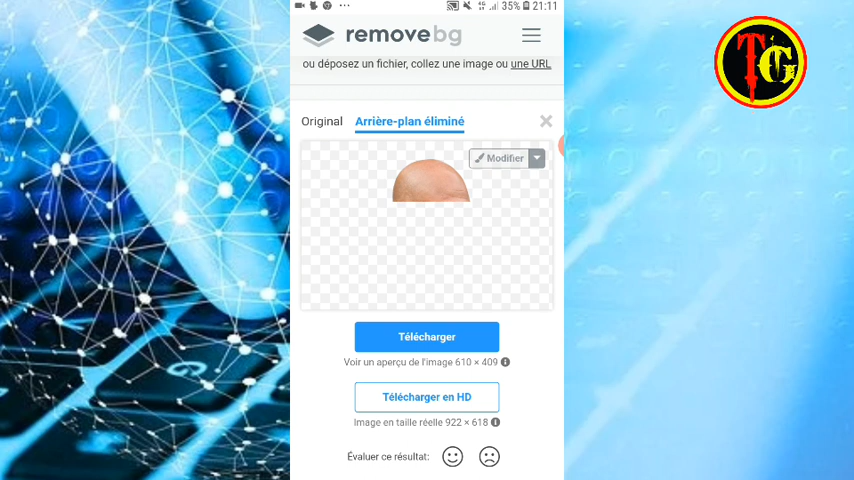 35% 21:11
removebg
ou déposez un fichier, collez une image ou une URL
Original Arrière-plan éliminé
Modifier
Télécharger
Voir un aperçu de l'image 610 × 409
Télécharger en HD
Image en taille réelle 922 × 618
Évaluer ce résultat:
TG